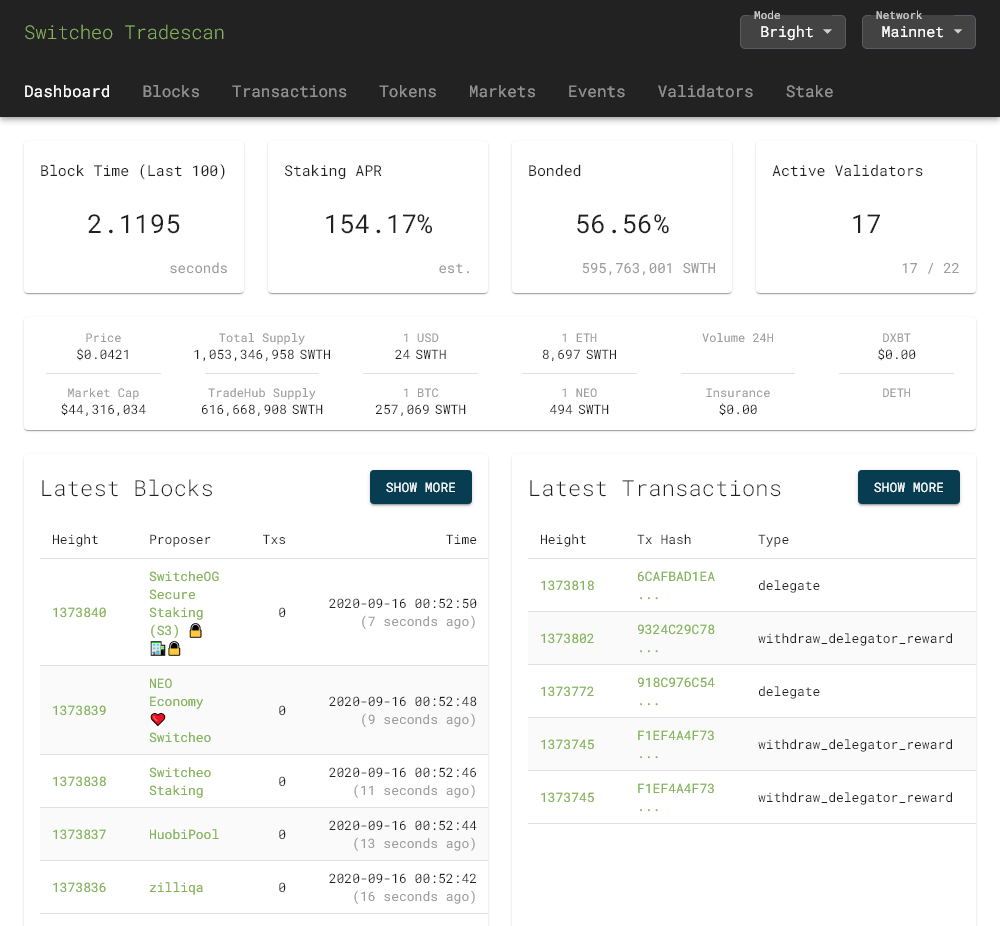 Switcheo Tradescan
Mode
Bright
Network
Mainnet
Dashboard Blocks Transactions Tokens Markets Events Validators Stake
Block Time (Last 100)
2.1195
seconds
Staking APR
154.17%
est.
Bonded
56.56%
595,763,001 SWTH
Active Validators
17
17 / 22
Price
$0.0421
Total Supply
1,053,346,958 SWTH
1 USD
24 SWTH
1 ETH
8,697 SWTH
Volume 24H
DXBT
$0.00
Market Cap
$44,316,034
TradeHub Supply
616,668,908 SWTH
1 BTC
257,069 SWTH
1 NEO
494 SWTH
Insurance
$0.00
DETH
Latest Blocks
SHOW MORE
Height Proposer Txs Time
1373840
SwitcheOG
Secure
Staking
(S3) 🔒
🏦🔒
0
2020-09-16 00:52:50
(7 seconds ago)
1373839
NEO
Economy
❤️
Switcheo
0
2020-09-16 00:52:48
(9 seconds ago)
1373838
Switcheo
Staking
0
2020-09-16 00:52:46
(11 seconds ago)
1373837
HuobiPool
0
2020-09-16 00:52:44
(13 seconds ago)
1373836
zilliqa
0
2020-09-16 00:52:42
(16 seconds ago)
Latest Transactions
SHOW MORE
Height Tx Hash Type
1373818
6CAFBAD1EA
...
delegate
1373802
9324C29C78
...
withdraw_delegator_reward
1373772
918C976C54
...
delegate
1373745
F1EF4A4F73
...
withdraw_delegator_reward
1373745
F1EF4A4F73
...
withdraw_delegator_reward